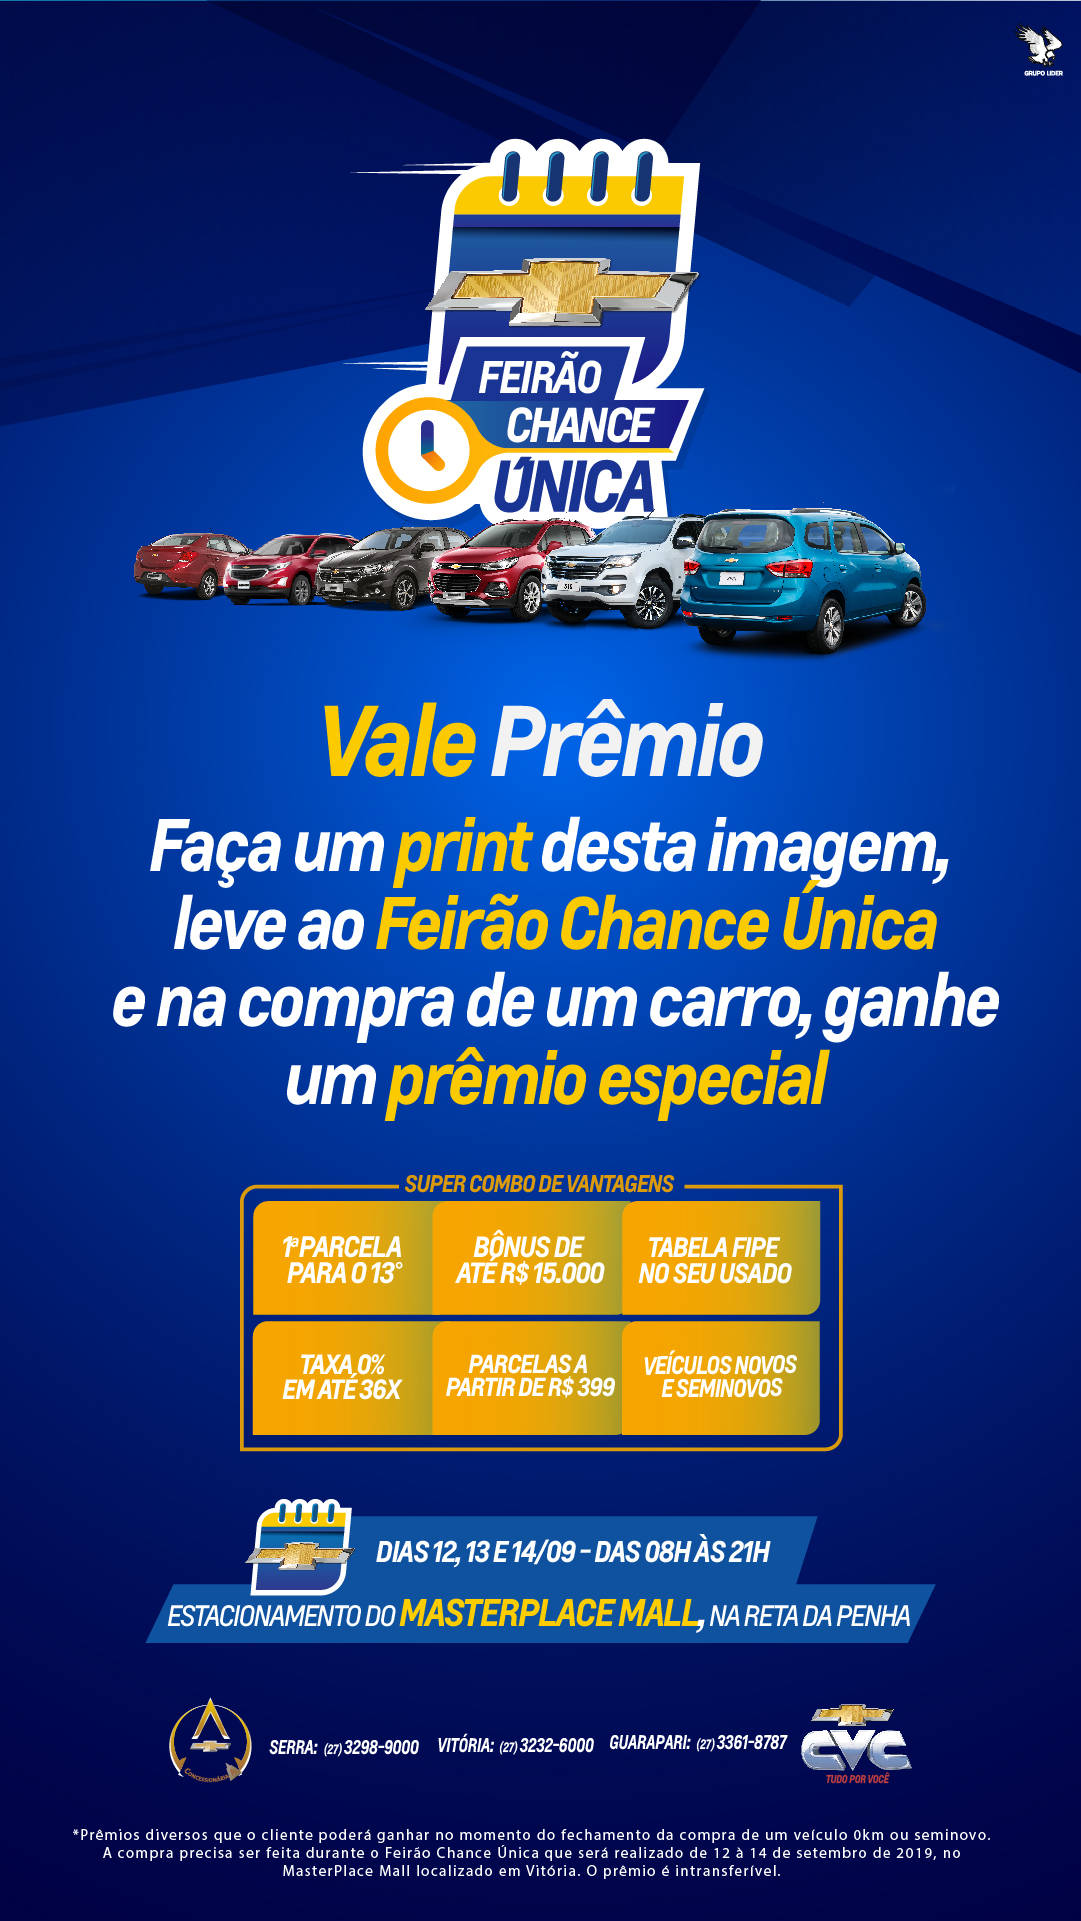 GRUPO LIDER
FEIRÃO
CHANCE
ÚNICA
S10
Vale Prêmio
Faça um print desta imagem,
leve ao Feirão Chance Única
e na compra de um carro, ganhe
um prêmio especial
SUPER COMBO DE VANTAGENS
1ª PARCELA
PARA O 13°
BÔNUS DE
ATÉ R$ 15.000
TABELA FIPE
NO SEU USADO
TAXA 0%
EM ATÉ 36X
PARCELAS A
PARTIR DE R$ 399
VEÍCULOS NOVOS
E SEMINOVOS
DIAS 12, 13 E 14/09 - DAS 08H ÀS 21H
ESTACIONAMENTO DO MASTERPLACE MALL, NA RETA DA PENHA
CONCESSIONÁRIA
SERRA: (27) 3298-9000 VITÓRIA: (27) 3232-6000 GUARAPARI: (27) 3361-8787
CVC
TUDO POR VOCÊ
*Prêmios diversos que o cliente poderá ganhar no momento do fechamento da compra de um veículo 0km ou seminovo.
A compra precisa ser feita durante o Feirão Chance Única que será realizado de 12 à 14 de setembro de 2019, no
MasterPlace Mall localizado em Vitória. O prêmio é intransferível.